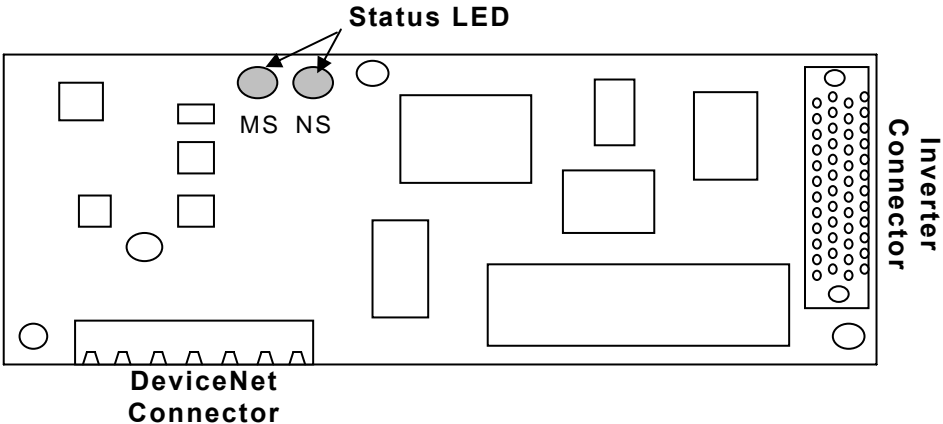 Status LED
MS NS
Inverter
Connector
DeviceNet
Connector